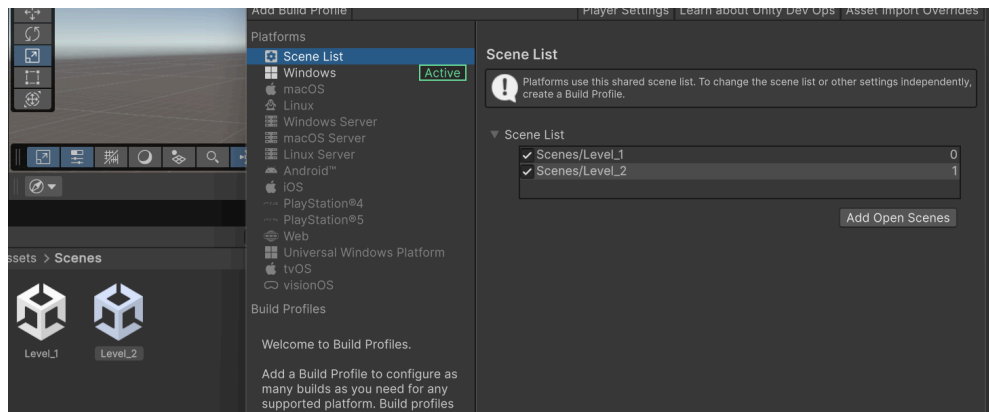 Add Build Profile
Player Settings
Learn about Unity Dev Ops
Asset Import Overrides
Platforms
Scene List
Windows
Active
macOS
Linux
Windows Server
macOS Server
Linux Server
Android™
iOS
PlayStation®4
PlayStation®5
Web
Universal Windows Platform
tvOS
visionOS
Build Profiles
Welcome to Build Profiles.
Add a Build Profile to configure as
many builds as you need for any
supported platform. Build profiles
Scene List
Platforms use this shared scene list. To change the scene list or other settings independently,
create a Build Profile.
Scene List
Scenes/Level_1 0
Scenes/Level_2 1
Add Open Scenes
ssets > Scenes
Level_1
Level_2